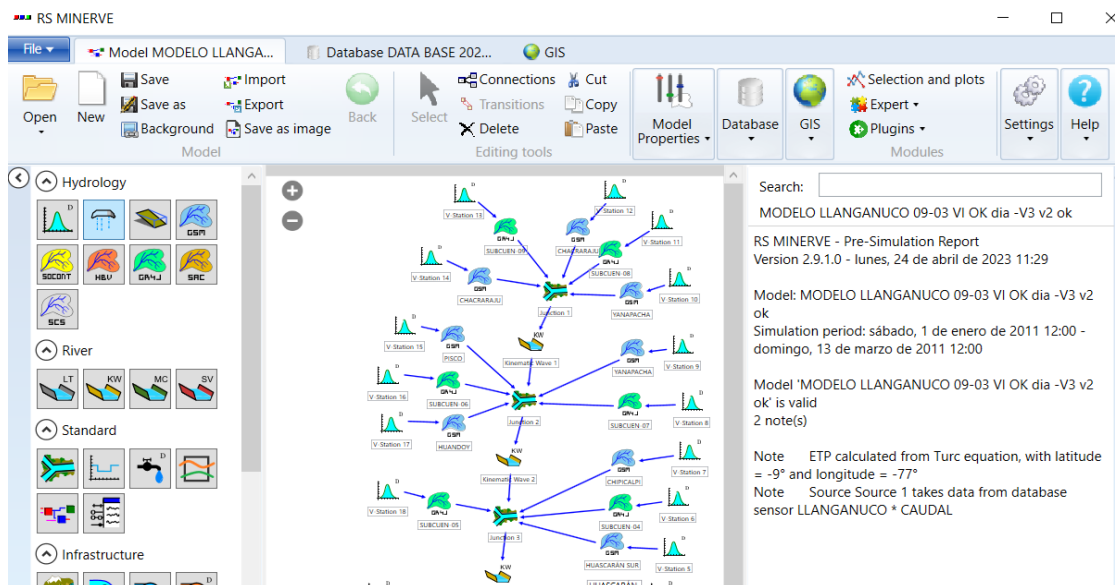 RS MINERVE
File
Model MODELO LLANGA...
Database DATA BASE 202...
GIS
Open
New
Save
Save as
Background
Import
Export
Save as image
Back
Model
Select
Connections
Transitions
Delete
Cut
Copy
Paste
Editing tools
Model
Properties
Database
GIS
Selection and plots
Expert
Plugins
Modules
Settings
Help
Hydrology
D
GSM
SOCONT
HBV
GR4J
SAC
SCS
River
LT
KW
MC
SV
Standard
D
Infrastructure
D
V-Station 13
V-Station 12
SUBCUEN-09
CHACRARAJU
V-Station 11
V-Station 14
SUBCUEN-08
CHACRARAJU
V-Station 10
Junction 1
YANAPACHA
V-Station 15
KW
PISCO
Kinematic Wave 1
V-Station 9
YANAPACHA
V-Station 16
SUBCUEN-06
Junction 2
SUBCUEN-07
V-Station 8
V-Station 17
HUANDOY
KW
Kinematic Wave 2
CHIPICALPI
V-Station 7
V-Station 18
SUBCUEN-05
SUBCUEN-04
V-Station 6
Junction 3
HUASCARÁN SUR
V-Station 5
KW
Search:
MODELO LLANGANUCO 09-03 VI OK dia -V3 v2 ok
RS MINERVE - Pre-Simulation Report
Version 2.9.1.0 - lunes, 24 de abril de 2023 11:29
Model: MODELO LLANGANUCO 09-03 VI OK dia -V3 v2
ok
Simulation period: sábado, 1 de enero de 2011 12:00 -
domingo, 13 de marzo de 2011 12:00
Model 'MODELO LLANGANUCO 09-03 VI OK dia -V3 v2
ok' is valid
2 note(s)
Note ETP calculated from Turc equation, with latitude
= -9° and longitude = -77°
Note Source Source 1 takes data from database
sensor LLANGANUCO * CAUDAL